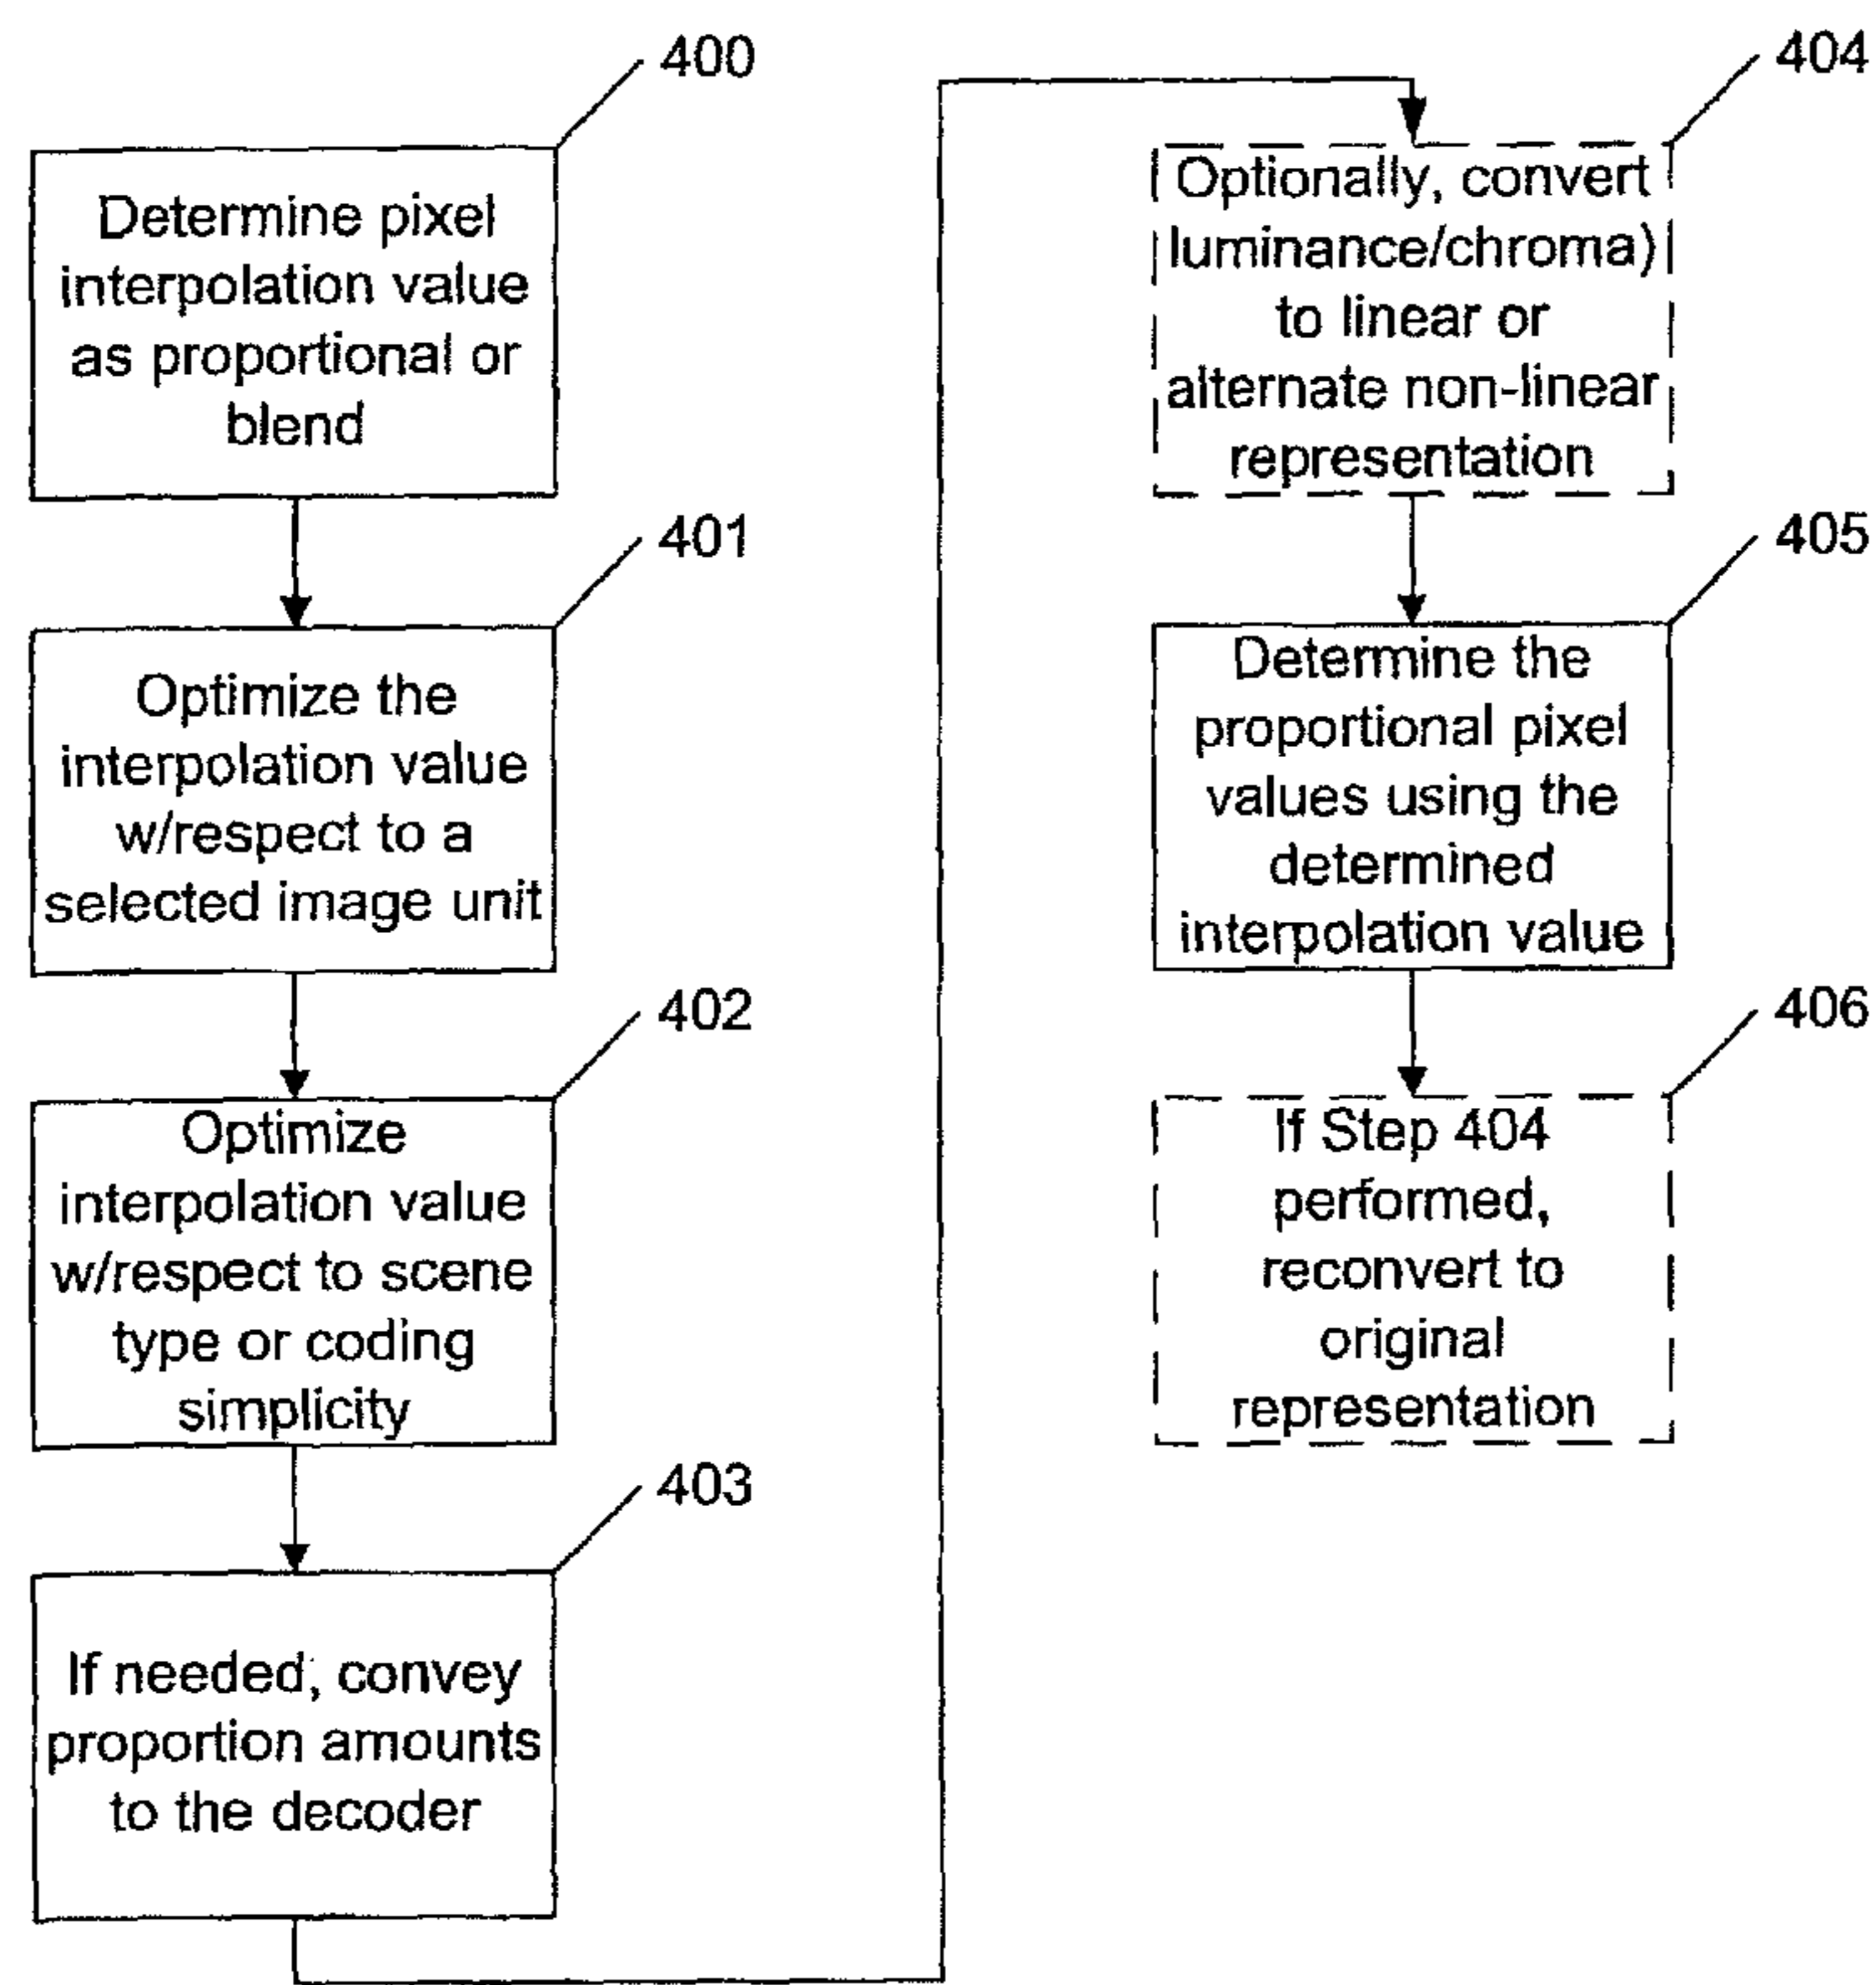 400
Determine pixel
interpolation value
as proportional or
blend
401
Optimize the
interpolation value
w/respect to a
selected image unit
402
Optimize
interpolation value
w/respect to scene
type or coding
simplicity
403
If needed, convey
proportion amounts
to the decoder
404
Optionally, convert
luminance/chroma)
to linear or
alternate non-linear
representation
405
Determine the
proportional pixel
values using the
determined
interpolation value
406
If Step 404
performed,
reconvert to
original
representation